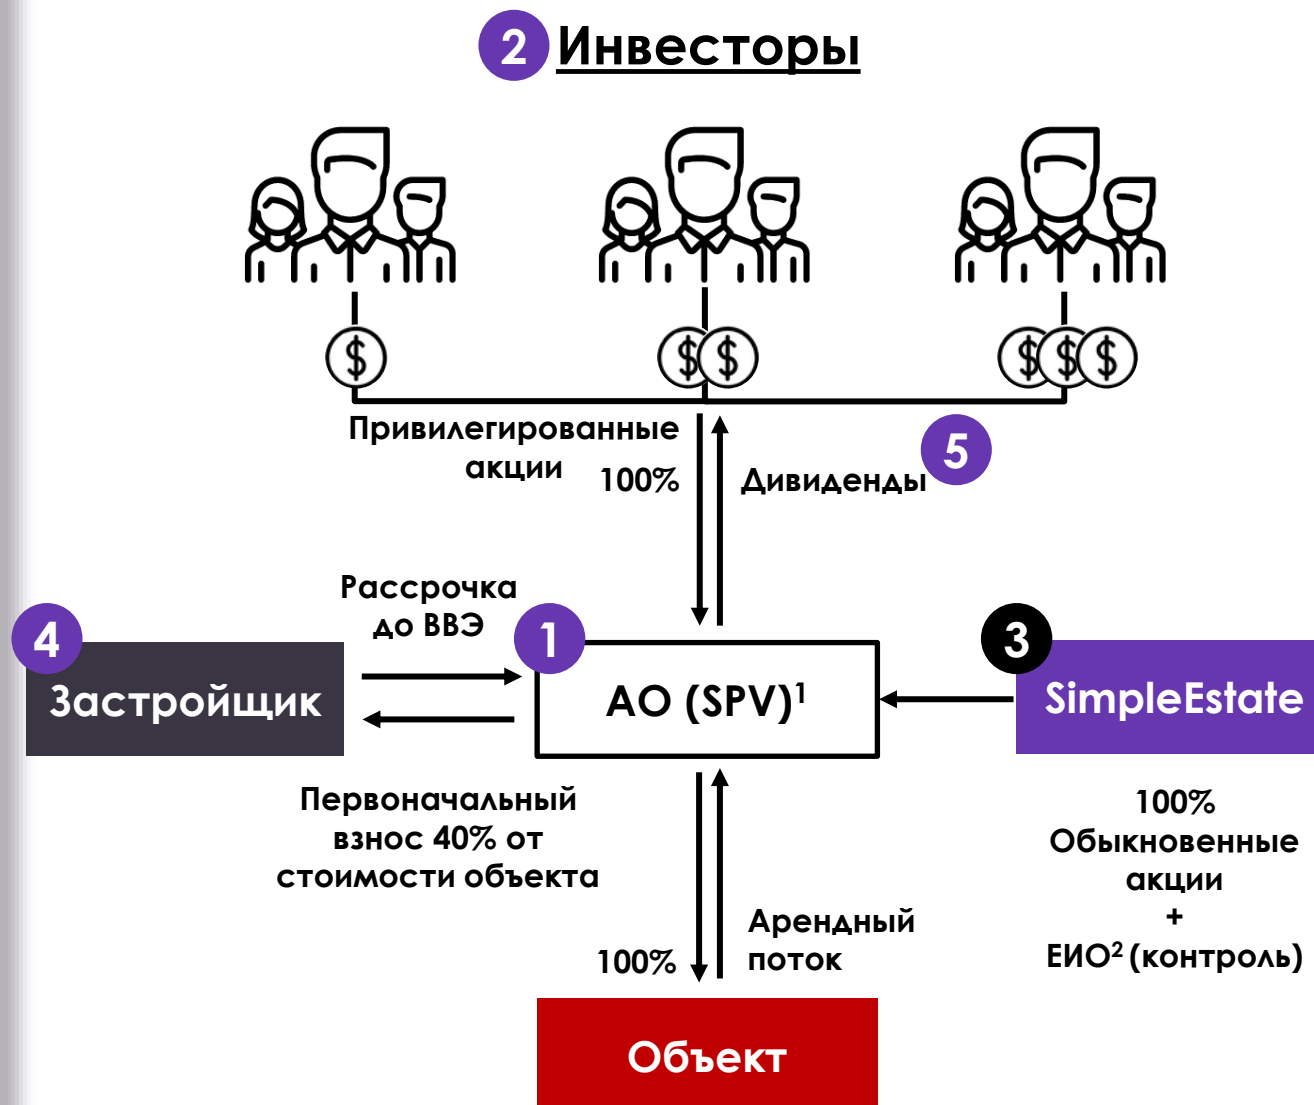 2 Инвесторы
$ $ $ $ $ $
Привилегированные
акции
100%
Дивиденды
5
Рассрочка
до ВВЭ
4
Застройщик
1
АО (SPV)¹
3
SimpleEstate
Первоначальный
взнос 40% от
стоимости объекта
100%
Обыкновенные
акции
+
ЕИО² (контроль)
100%
Арендный
поток
Объект